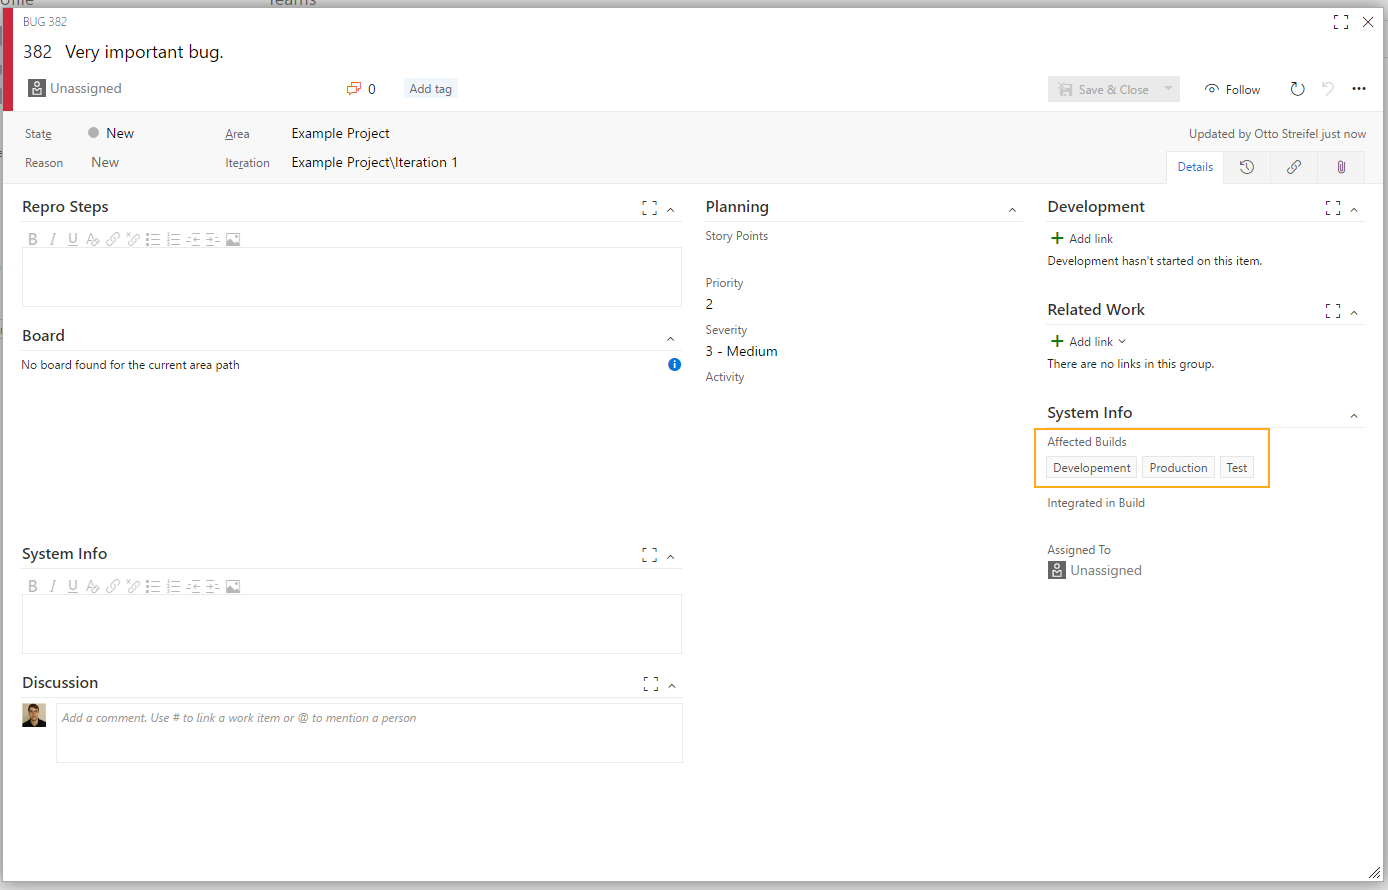 Teams
BUG 382
382 Very important bug.
Unassigned
0
Add tag
Save & Close
Follow
State
New
Area
Example Project
Updated by Otto Streifel just now
Reason
New
Iteration
Example Project\Iteration 1
Details
Repro Steps
B I U
Board
No board found for the current area path
System Info
B I U
Discussion
Add a comment. Use # to link a work item or @ to mention a person
Planning
Story Points
Priority
2
Severity
3 - Medium
Activity
Development
Add link
Development hasn't started on this item.
Related Work
Add link
There are no links in this group.
System Info
Affected Builds
Developement Production Test
Integrated in Build
Assigned To
Unassigned